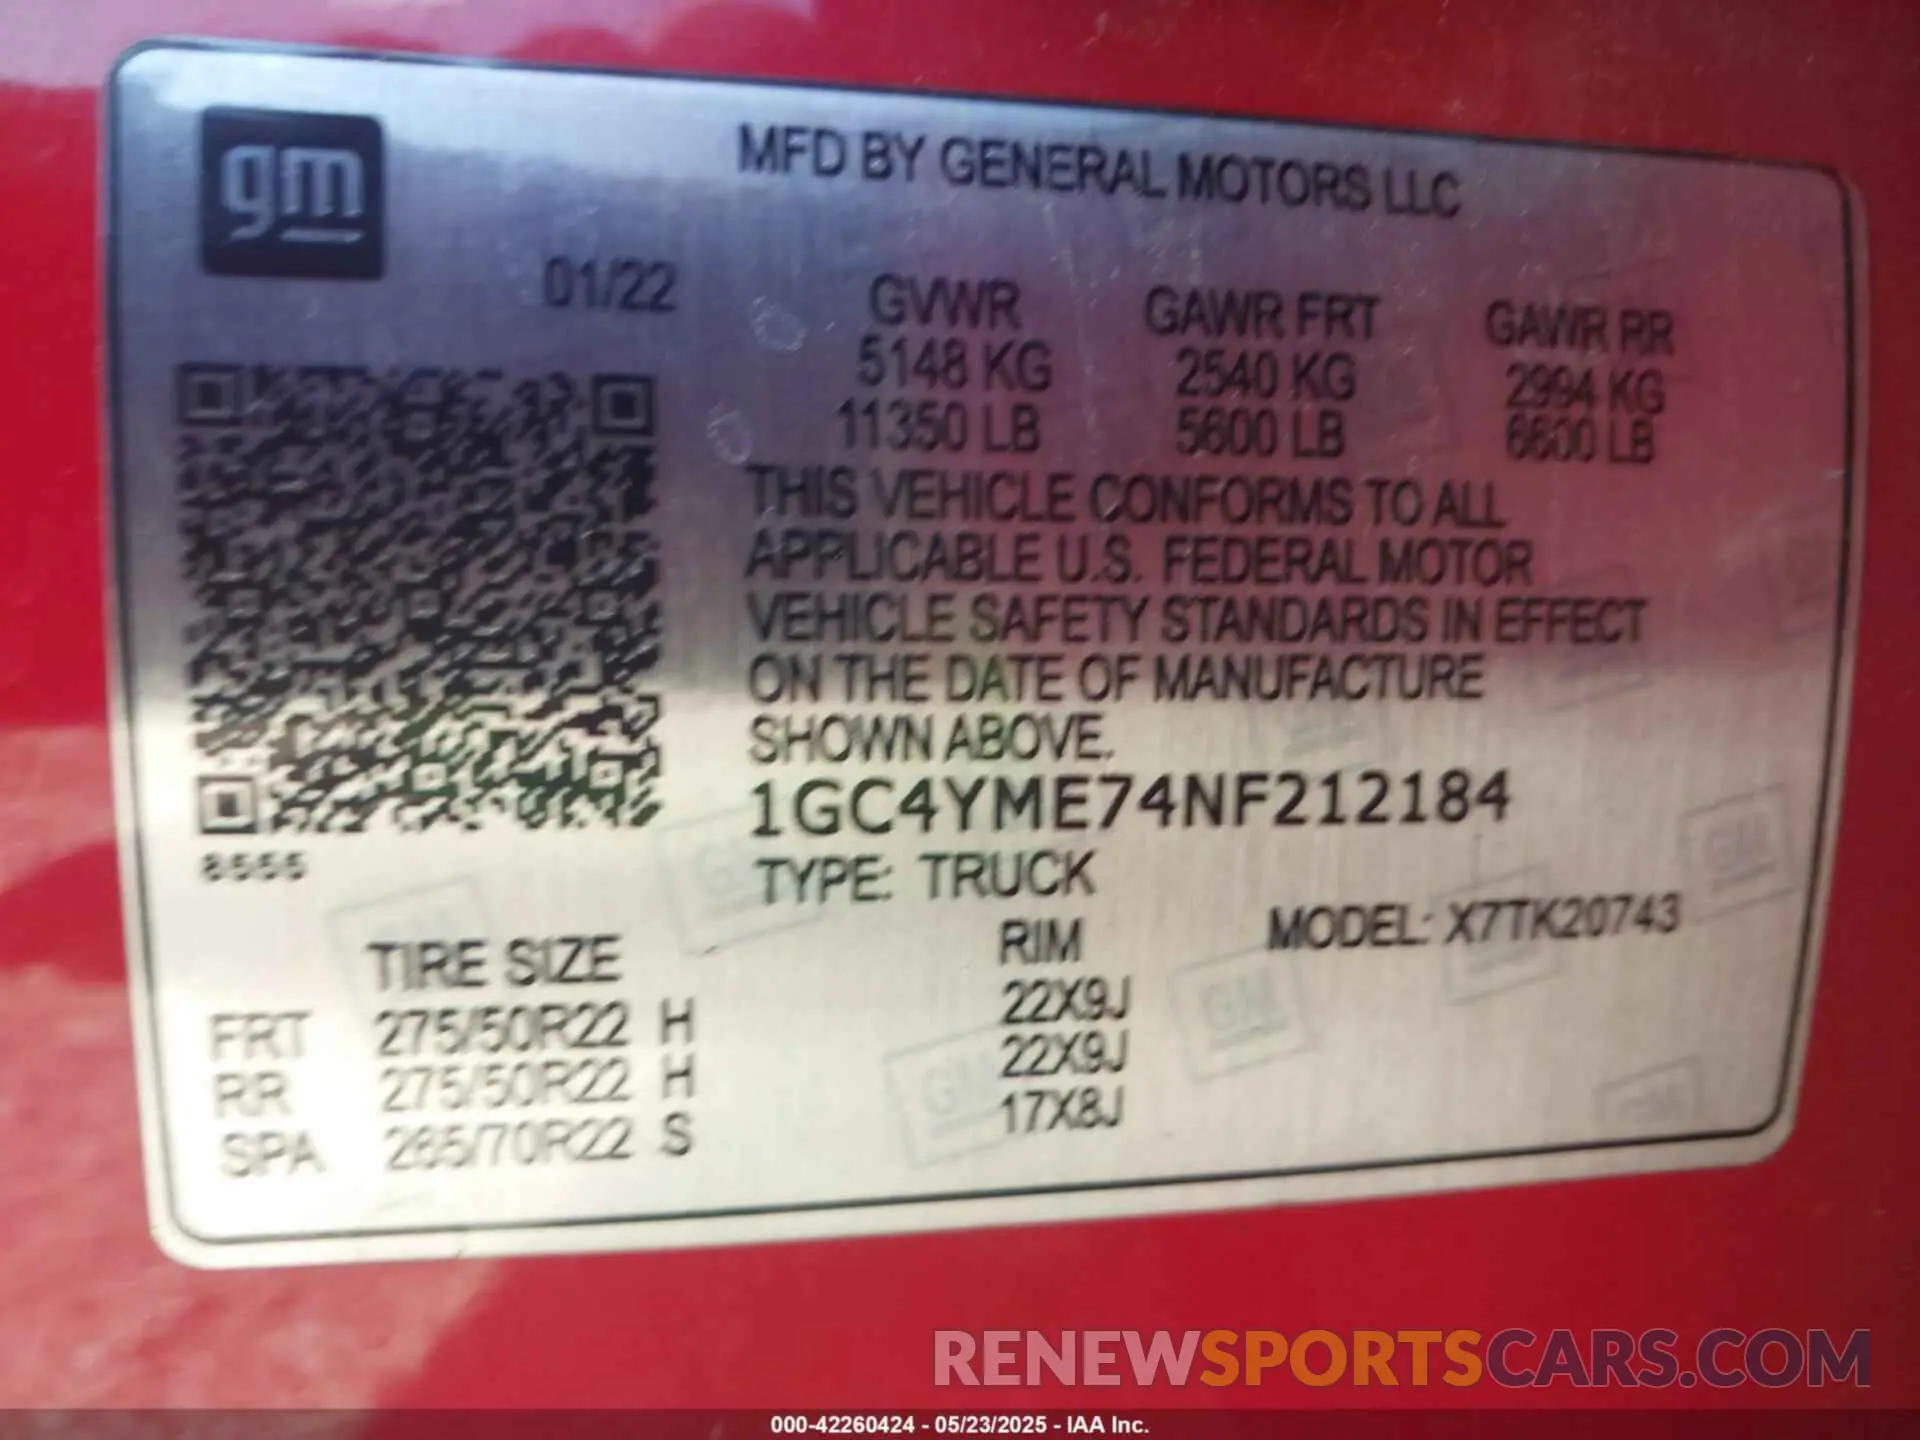 gm
MFD BY GENERAL MOTORS LLC
01/22
GVWR GAWR FRT GAWR RR
5148 KG 2540 KG 2994 KG
11350 LB 5600 LB 6600 LB
THIS VEHICLE CONFORMS TO ALL
APPLICABLE U.S. FEDERAL MOTOR
VEHICLE SAFETY STANDARDS IN EFFECT
ON THE DATE OF MANUFACTURE
SHOWN ABOVE.
1GC4YME74NF212184
8555
TYPE: TRUCK
MODEL: X7TK20743
TIRE SIZE RIM
FRT 275/50R22 H 22X9J
RR 275/50R22 H 22X9J
SPA 265/70R22 S 17X8J
RENEWSPORTSCARS.COM
000-42260424 - 05/23/2025 - IAA Inc.